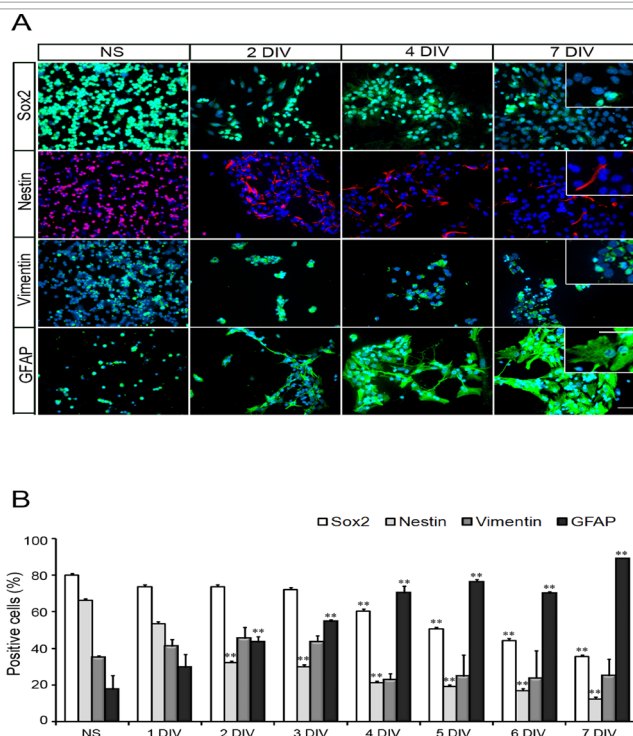 A
NS 2 DIV 4 DIV 7 DIV
Sox2
Nestin
Vimentin
GFAP
B
Sox2 Nestin Vimentin GFAP
Positive cells (%)
100
80
60
40
20
0
** ** ** ** ** ** ** ** ** ** ** ** ** ** ** **
NS 1 DIV 2 DIV 3 DIV 4 DIV 5 DIV 6 DIV 7 DIV